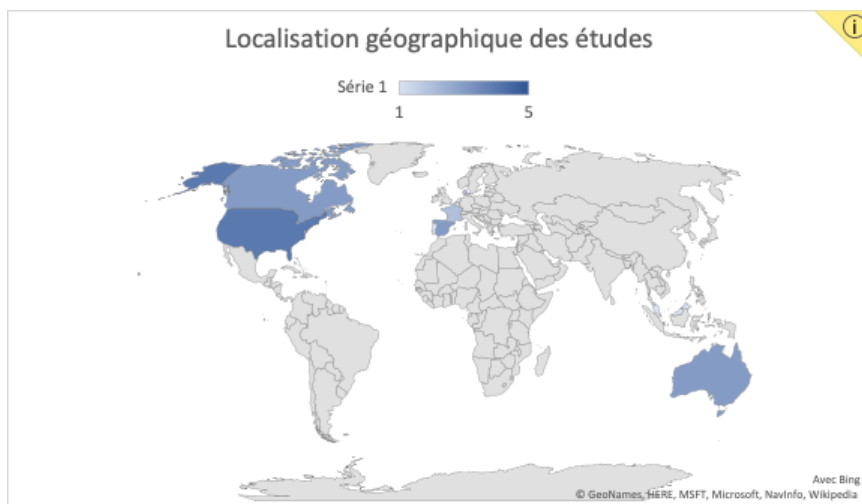 Localisation géographique des études
Série 1
1 5
Avec Bing
© GeoNames, HERE, MSFT, Microsoft, NavInfo, Wikipedia